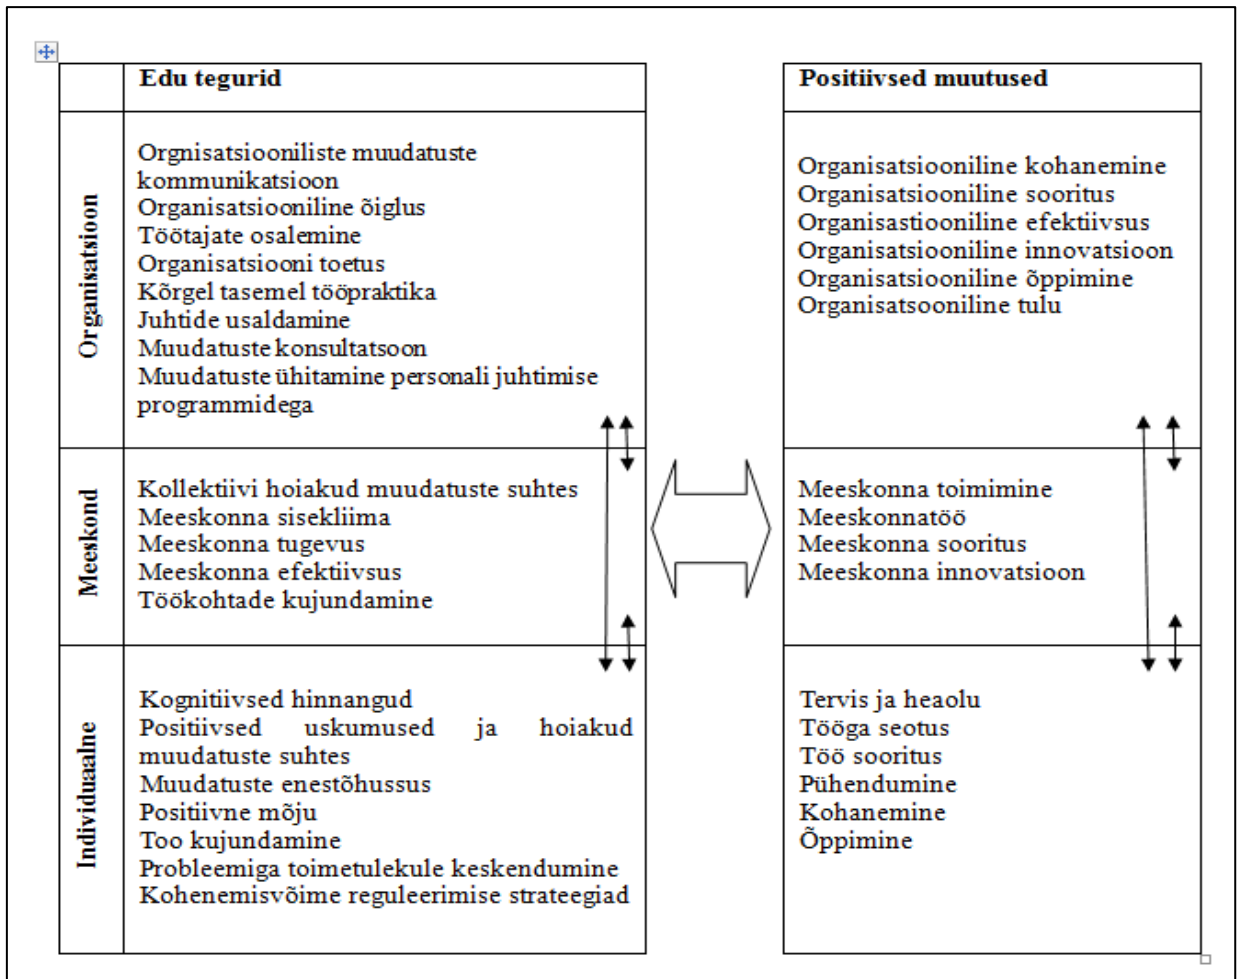 Edu tegurid
Positiivsed muutused
Organisatsioon
Orgnisatsiooniliste muudatuste
kommunikatsioon
Organisatsiooniline õiglus
Töötajate osalemine
Organisatsiooni toetus
Kõrgel tasemel tööpraktika
Juhtide usaldamine
Muudatuste konsultatsoon
Muudatuste ühitamine personali juhtimise
programmidega
Organisatsiooniline kohanemine
Organisatsiooniline sooritus
Organisastiooniline efektiivsus
Organisatsiooniline innovatsioon
Organisatsiooniline õppimine
Organisatsooniline tulu
Meeskond
Kollektiivi hoiakud muudatuste suhtes
Meeskonna sisekliima
Meeskonna tugevus
Meeskonna efektiivsus
Töökohtade kujundamine
Meeskonna toimimine
Meeskonnatöö
Meeskonna sooritus
Meeskonna innovatsioon
Individuaalne
Kognitiivsed hinnangud
Positiivsed uskumused ja hoiakud
muudatuste suhtes
Muudatuste enestõhussus
Positiivne mõju
Too kujundamine
Probleemiga toimetulekule keskendumine
Kohenemisvõime reguleerimise strateegiad
Tervis ja heaolu
Tööga seotus
Töö sooritus
Pühendumine
Kohanemine
Õppimine